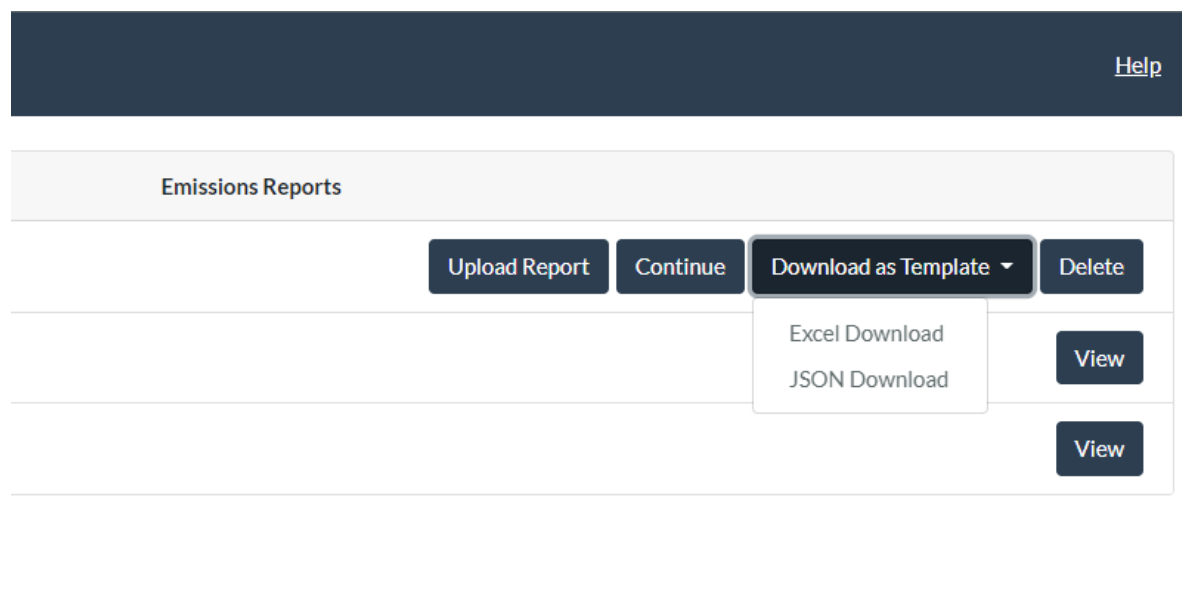 Help
Emissions Reports
Upload Report Continue Download as Template Delete
Excel Download
View
JSON Download
View